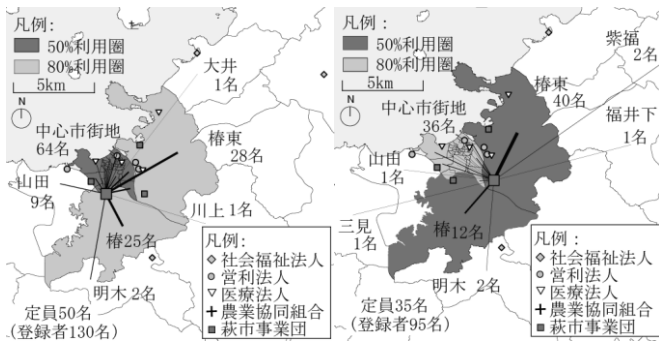 凡例:
50%利用圏
80%利用圏
5km
N
大井
1名
中心市街地
64名
椿東
28名
山田
9名
川上 1名
椿25名
明木 2名
定員50名
(登録者130名)
凡例:
社会福祉法人
営利法人
医療法人
農業協同組合
萩市事業団
凡例:
50%利用圏
80%利用圏
5km
N
紫福
2名
椿東
40名
中心市街地
36名
福井下
1名
山田
1名
三見
1名
椿12名
明木 2名
定員35名
(登録者95名)
凡例:
社会福祉法人
営利法人
医療法人
農業協同組合
萩市事業団